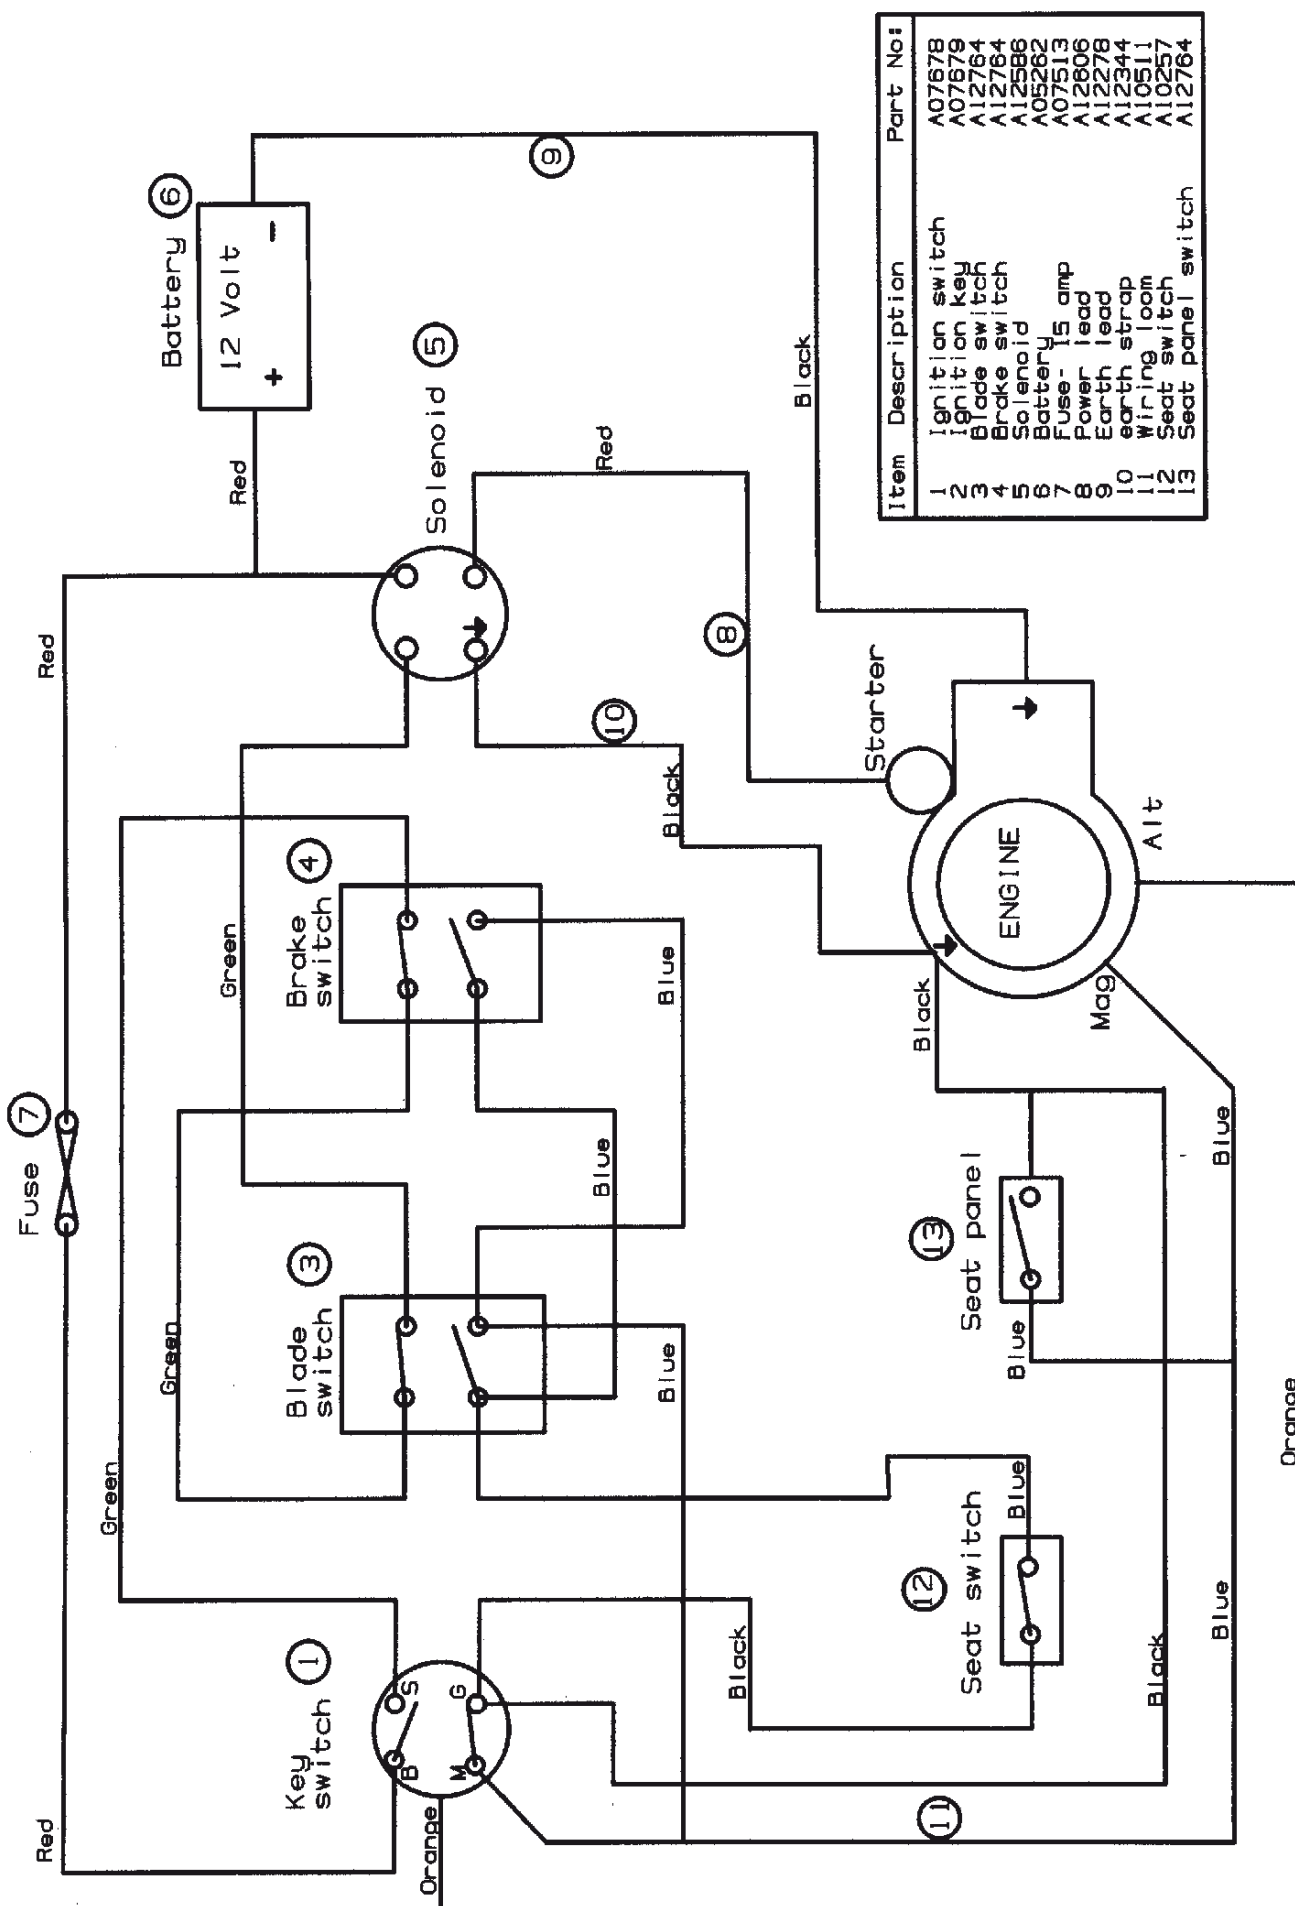 Fuse 7
Red
Red
Green
Green
Green
Red
Battery 6
12 Volt
+ -
Key
switch 1
Blade
switch 3
Brake
switch 4
Solenoid 5
S
B
G
M
Orange
Blue
Blue
Blue
10
Black
Red
9
8
Black
Black
Starter
ENGINE
Alt
Mag
Black
Seat switch 12
Blue
Seat panel 13
Blue
11
Black
Blue
Blue
Orange
Item Description Part No:
1 Ignition switch A07678
2 Ignition key A07679
3 Blade switch A12764
4 Brake switch A12764
5 Solenoid A12586
6 Battery A05262
7 Fuse- 15 amp A07513
8 Power lead A12606
9 Earth lead A12278
10 earth strap A12344
11 Wiring loom A10511
12 Seat switch A10257
13 Seat panel switch A12764